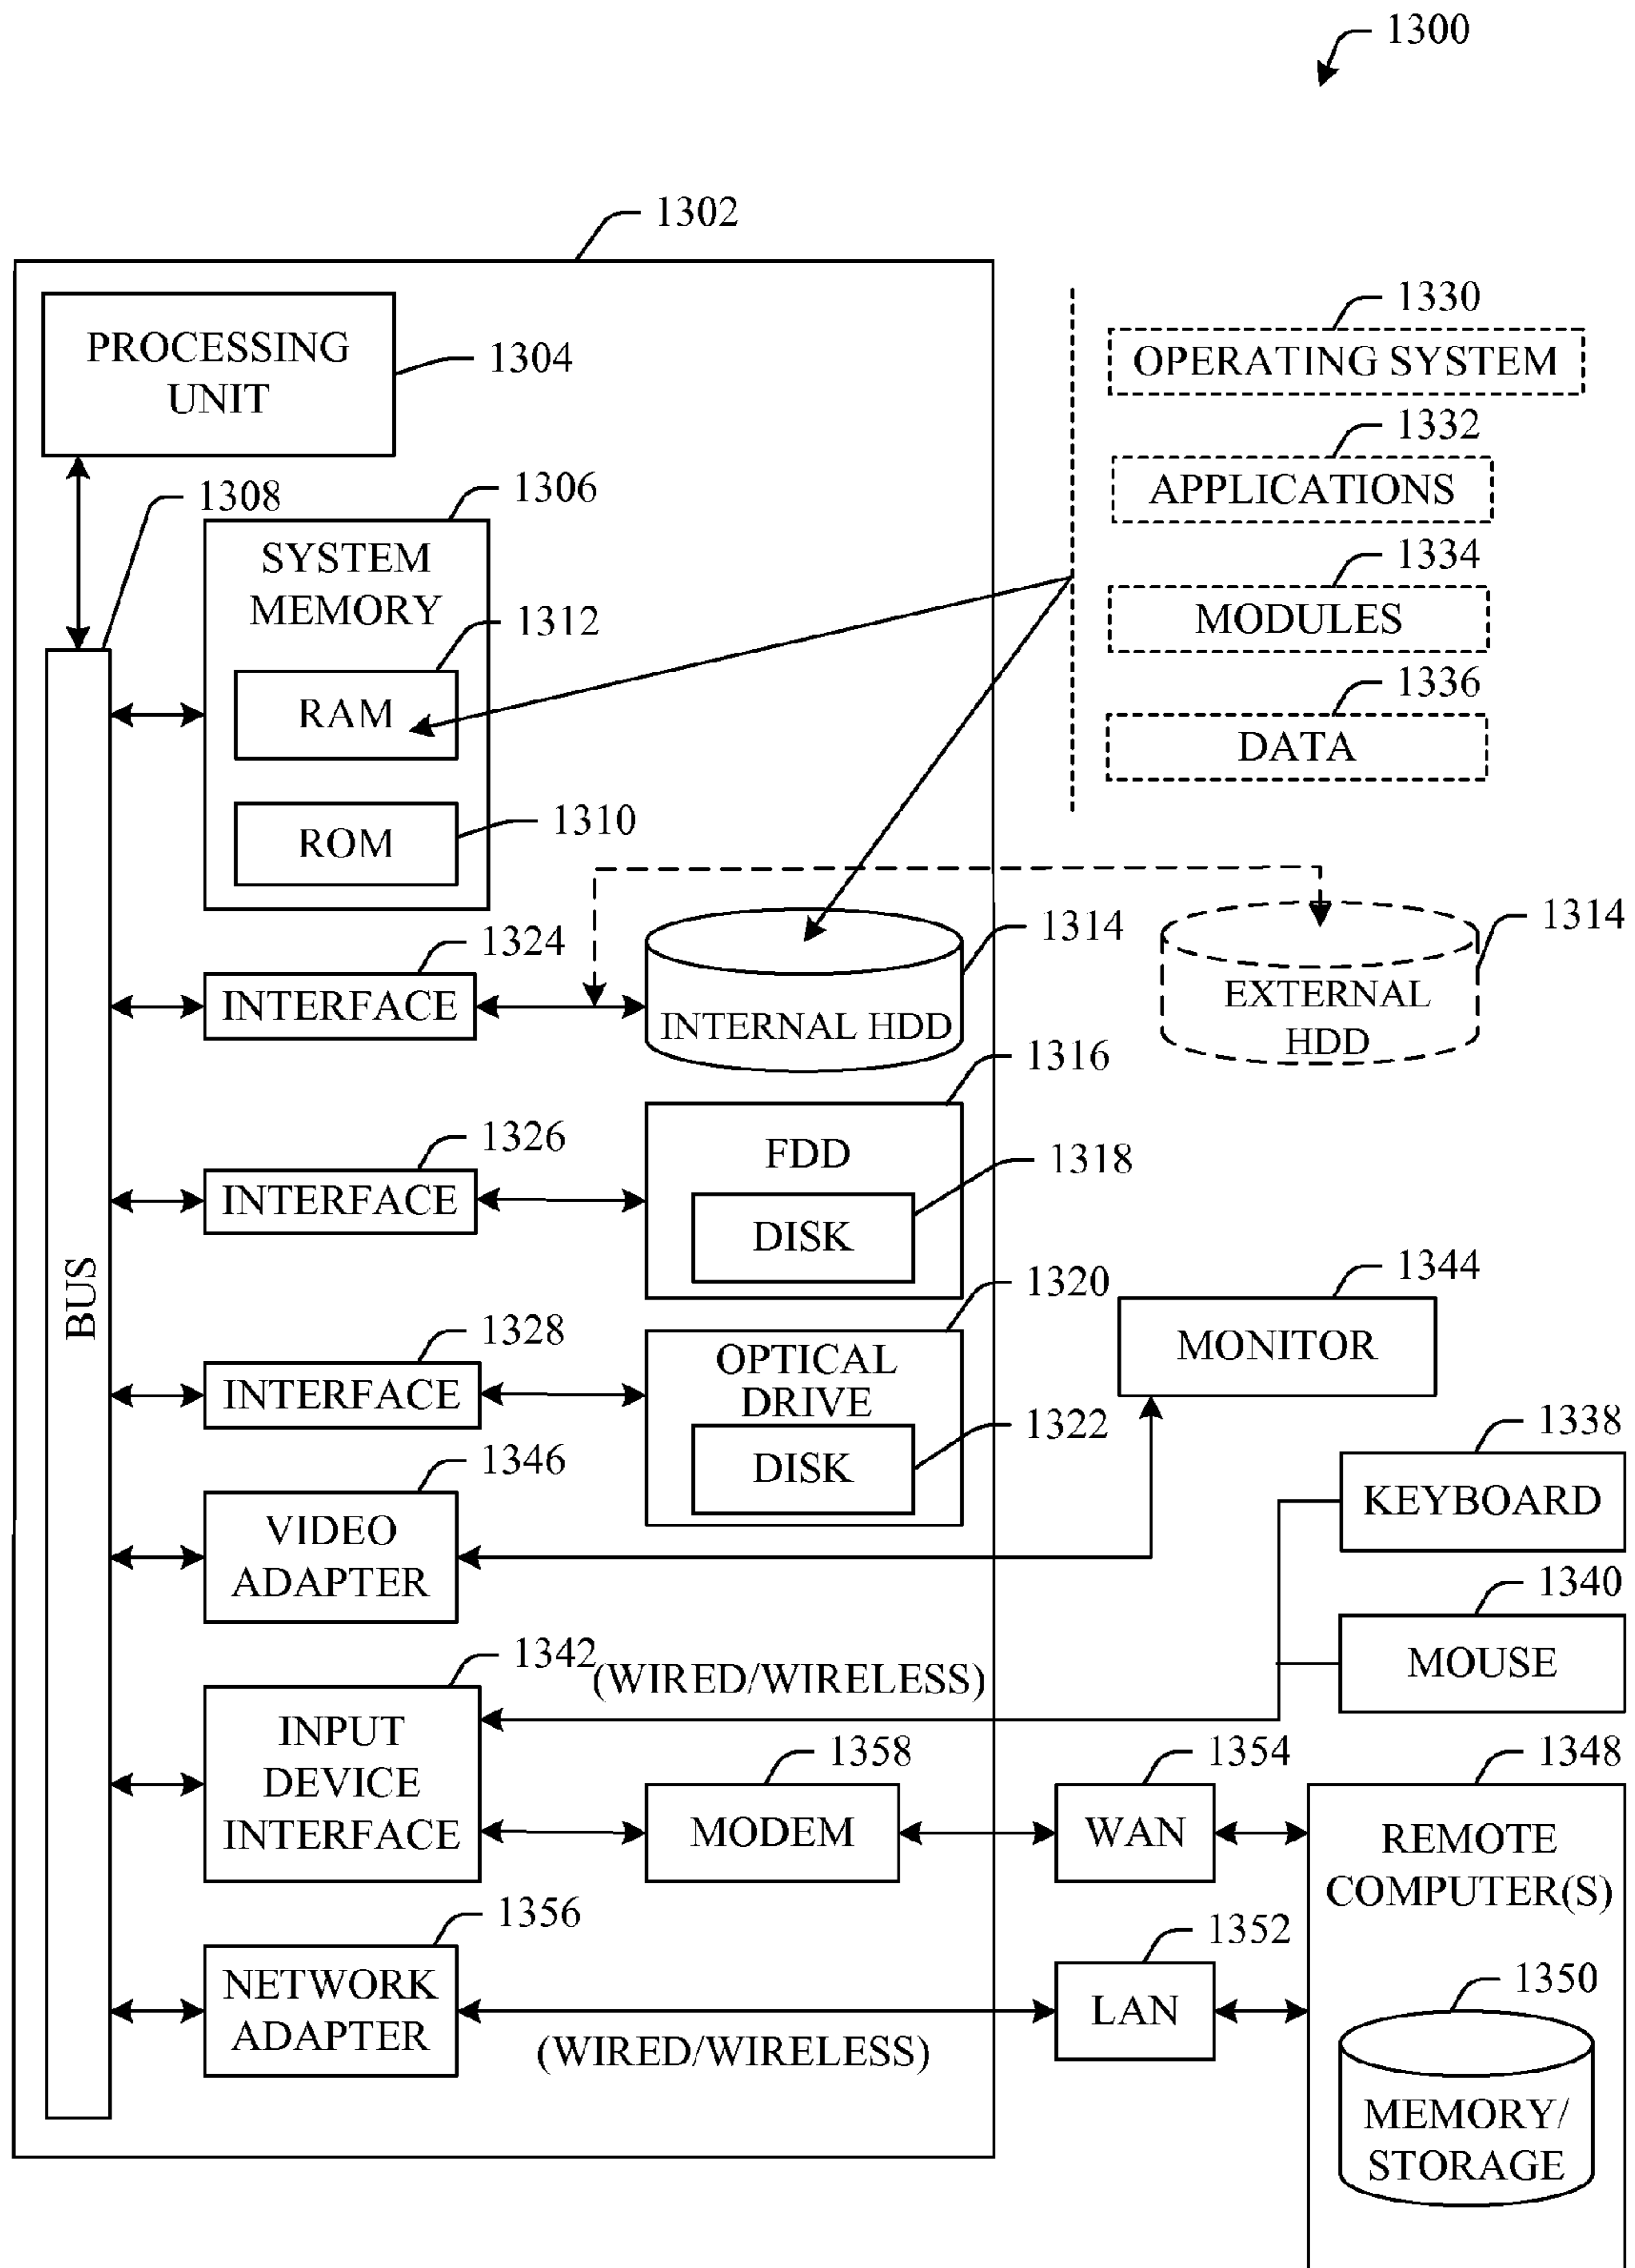 1300
1302
PROCESSING
UNIT
1304
1330
OPERATING SYSTEM
1332
APPLICATIONS
1334
MODULES
1336
DATA
1308
1306
SYSTEM
MEMORY
1312
RAM
1310
ROM
1324
INTERFACE
1314
INTERNAL HDD
1314
EXTERNAL
HDD
1316
1326
INTERFACE
FDD
1318
DISK
BUS
1320
1328
INTERFACE
OPTICAL
DRIVE
1322
DISK
1344
MONITOR
1338
KEYBOARD
1346
VIDEO
ADAPTER
1340
MOUSE
1342
(WIRED/WIRELESS)
INPUT
DEVICE
INTERFACE
1358
MODEM
1354
WAN
1348
REMOTE
COMPUTER(S)
1356
NETWORK
ADAPTER
(WIRED/WIRELESS)
1352
LAN
1350
MEMORY/
STORAGE